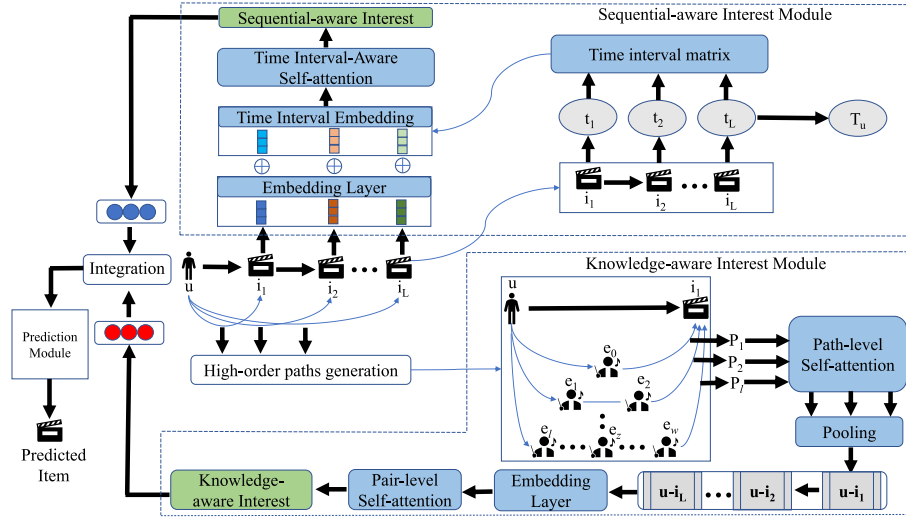 Sequential-aware Interest
Sequential-aware Interest Module
Time Interval-Aware
Self-attention
Time interval matrix
Time Interval Embedding
t1
t2
tL
Tu
Embedding Layer
i1
i2
iL
Integration
u
i1
i2
iL
Knowledge-aware Interest Module
u
i1
Prediction
Module
High-order paths generation
e0
e1
e2
el
ez
ew
P1
P2
Pl
Path-level
Self-attention
Pooling
Predicted
Item
Knowledge-
aware Interest
Pair-level
Self-attention
Embedding
Layer
u-iL
u-i2
u-i1